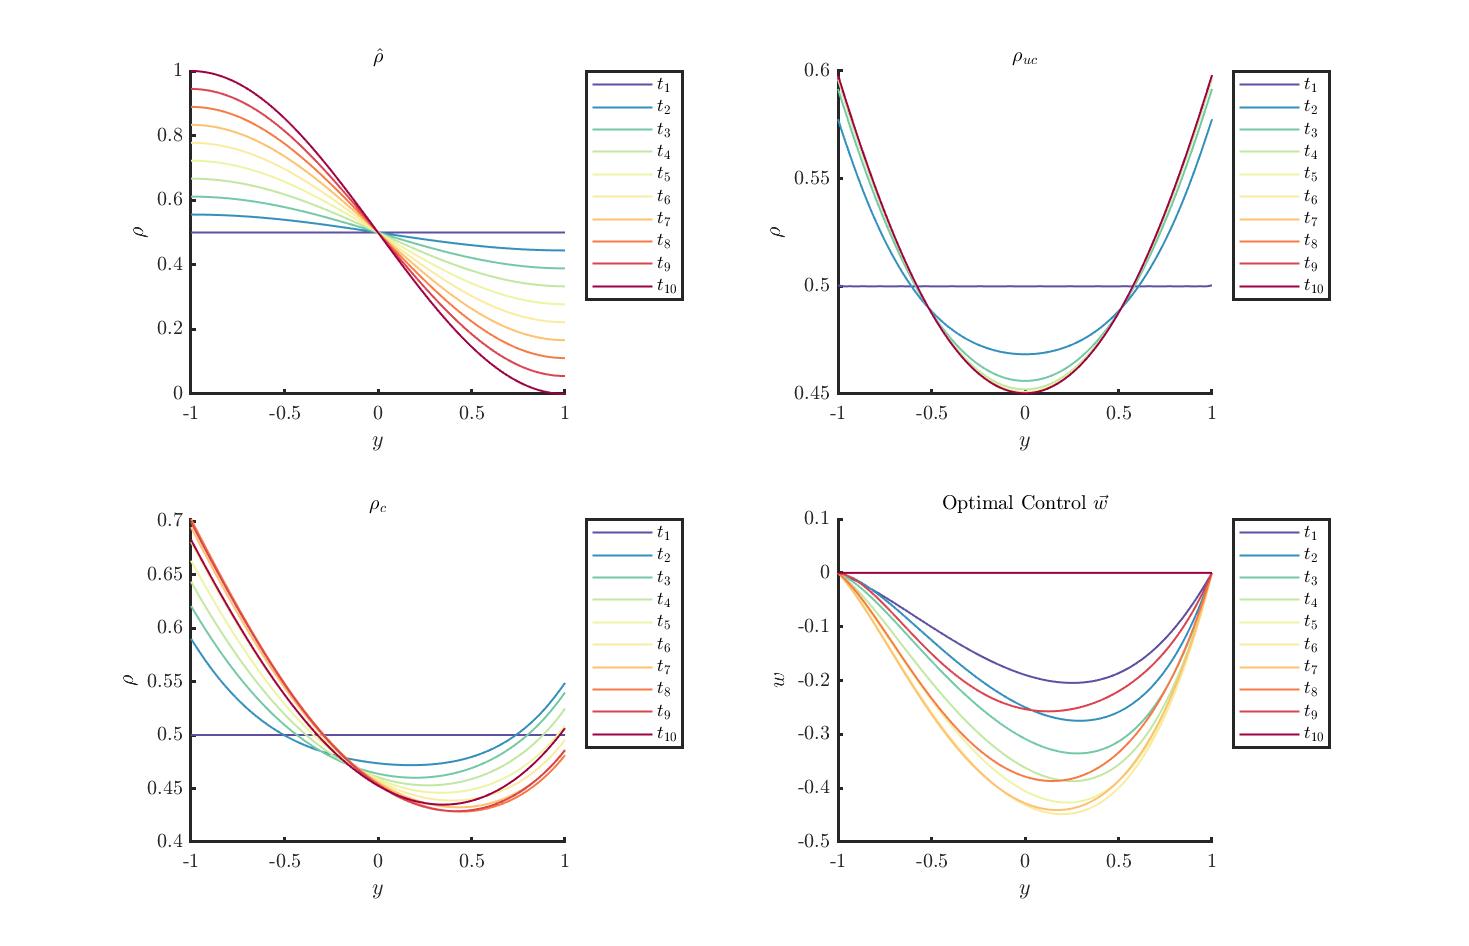 ρ̂
1
0.8
0.6
0.4
0.2
0
ρ
-1 -0.5 0 0.5 1
y
t₁
t₂
t₃
t₄
t₅
t₆
t₇
t₈
t₉
t₁₀
ρ_uc
0.6
0.55
0.5
0.45
ρ
-1 -0.5 0 0.5 1
y
t₁
t₂
t₃
t₄
t₅
t₆
t₇
t₈
t₉
t₁₀
ρ_c
0.7
0.65
0.6
0.55
0.5
0.45
0.4
ρ
-1 -0.5 0 0.5 1
y
t₁
t₂
t₃
t₄
t₅
t₆
t₇
t₈
t₉
t₁₀
Optimal Control w⃗
0.1
0
-0.1
-0.2
-0.3
-0.4
-0.5
w
-1 -0.5 0 0.5 1
y
t₁
t₂
t₃
t₄
t₅
t₆
t₇
t₈
t₉
t₁₀